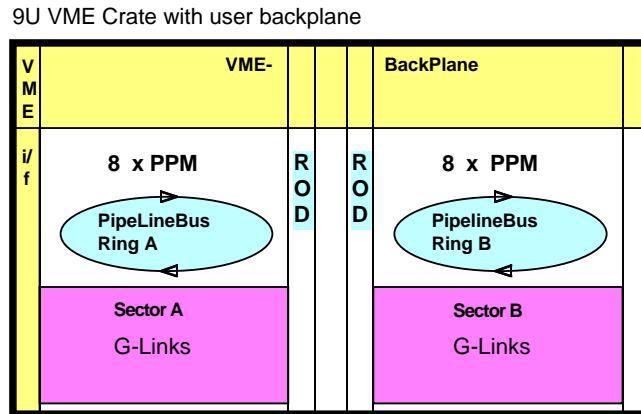 9U VME Crate with user backplane
V
M
E
VME-
BackPlane
i/
f
8 x PPM
R
O
D
R
O
D
8 x PPM
PipeLineBus
Ring A
PipelineBus
Ring B
Sector A
G-Links
Sector B
G-Links